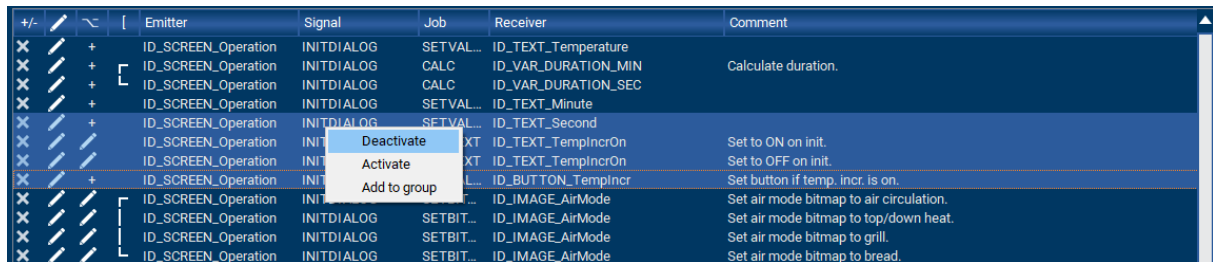 +/- [ Emitter Signal Job Receiver Comment
+ ID_SCREEN_Operation INITDIALOG SETVAL... ID_TEXT_Temperature
+ ID_SCREEN_Operation INITDIALOG CALC ID_VAR_DURATION_MIN Calculate duration.
+ ID_SCREEN_Operation INITDIALOG CALC ID_VAR_DURATION_SEC
+ ID_SCREEN_Operation INITDIALOG SETVAL... ID_TEXT_Minute
+ ID_SCREEN_Operation INITDIALOG SETVAL... ID_TEXT_Second
ID_SCREEN_Operation INIT Deactivate XT ID_TEXT_TempIncrOn Set to ON on init.
ID_SCREEN_Operation INIT Activate XT ID_TEXT_TempIncrOn Set to OFF on init.
+ ID_SCREEN_Operation INIT Add to group L... ID_BUTTON_TempIncr Set button if temp. incr. is on.
ID_SCREEN_Operation INITDIALOG SETBIT... ID_IMAGE_AirMode Set air mode bitmap to air circulation.
ID_SCREEN_Operation INITDIALOG SETBIT... ID_IMAGE_AirMode Set air mode bitmap to top/down heat.
ID_SCREEN_Operation INITDIALOG SETBIT... ID_IMAGE_AirMode Set air mode bitmap to grill.
ID_SCREEN_Operation INITDIALOG SETBIT... ID_IMAGE_AirMode Set air mode bitmap to bread.